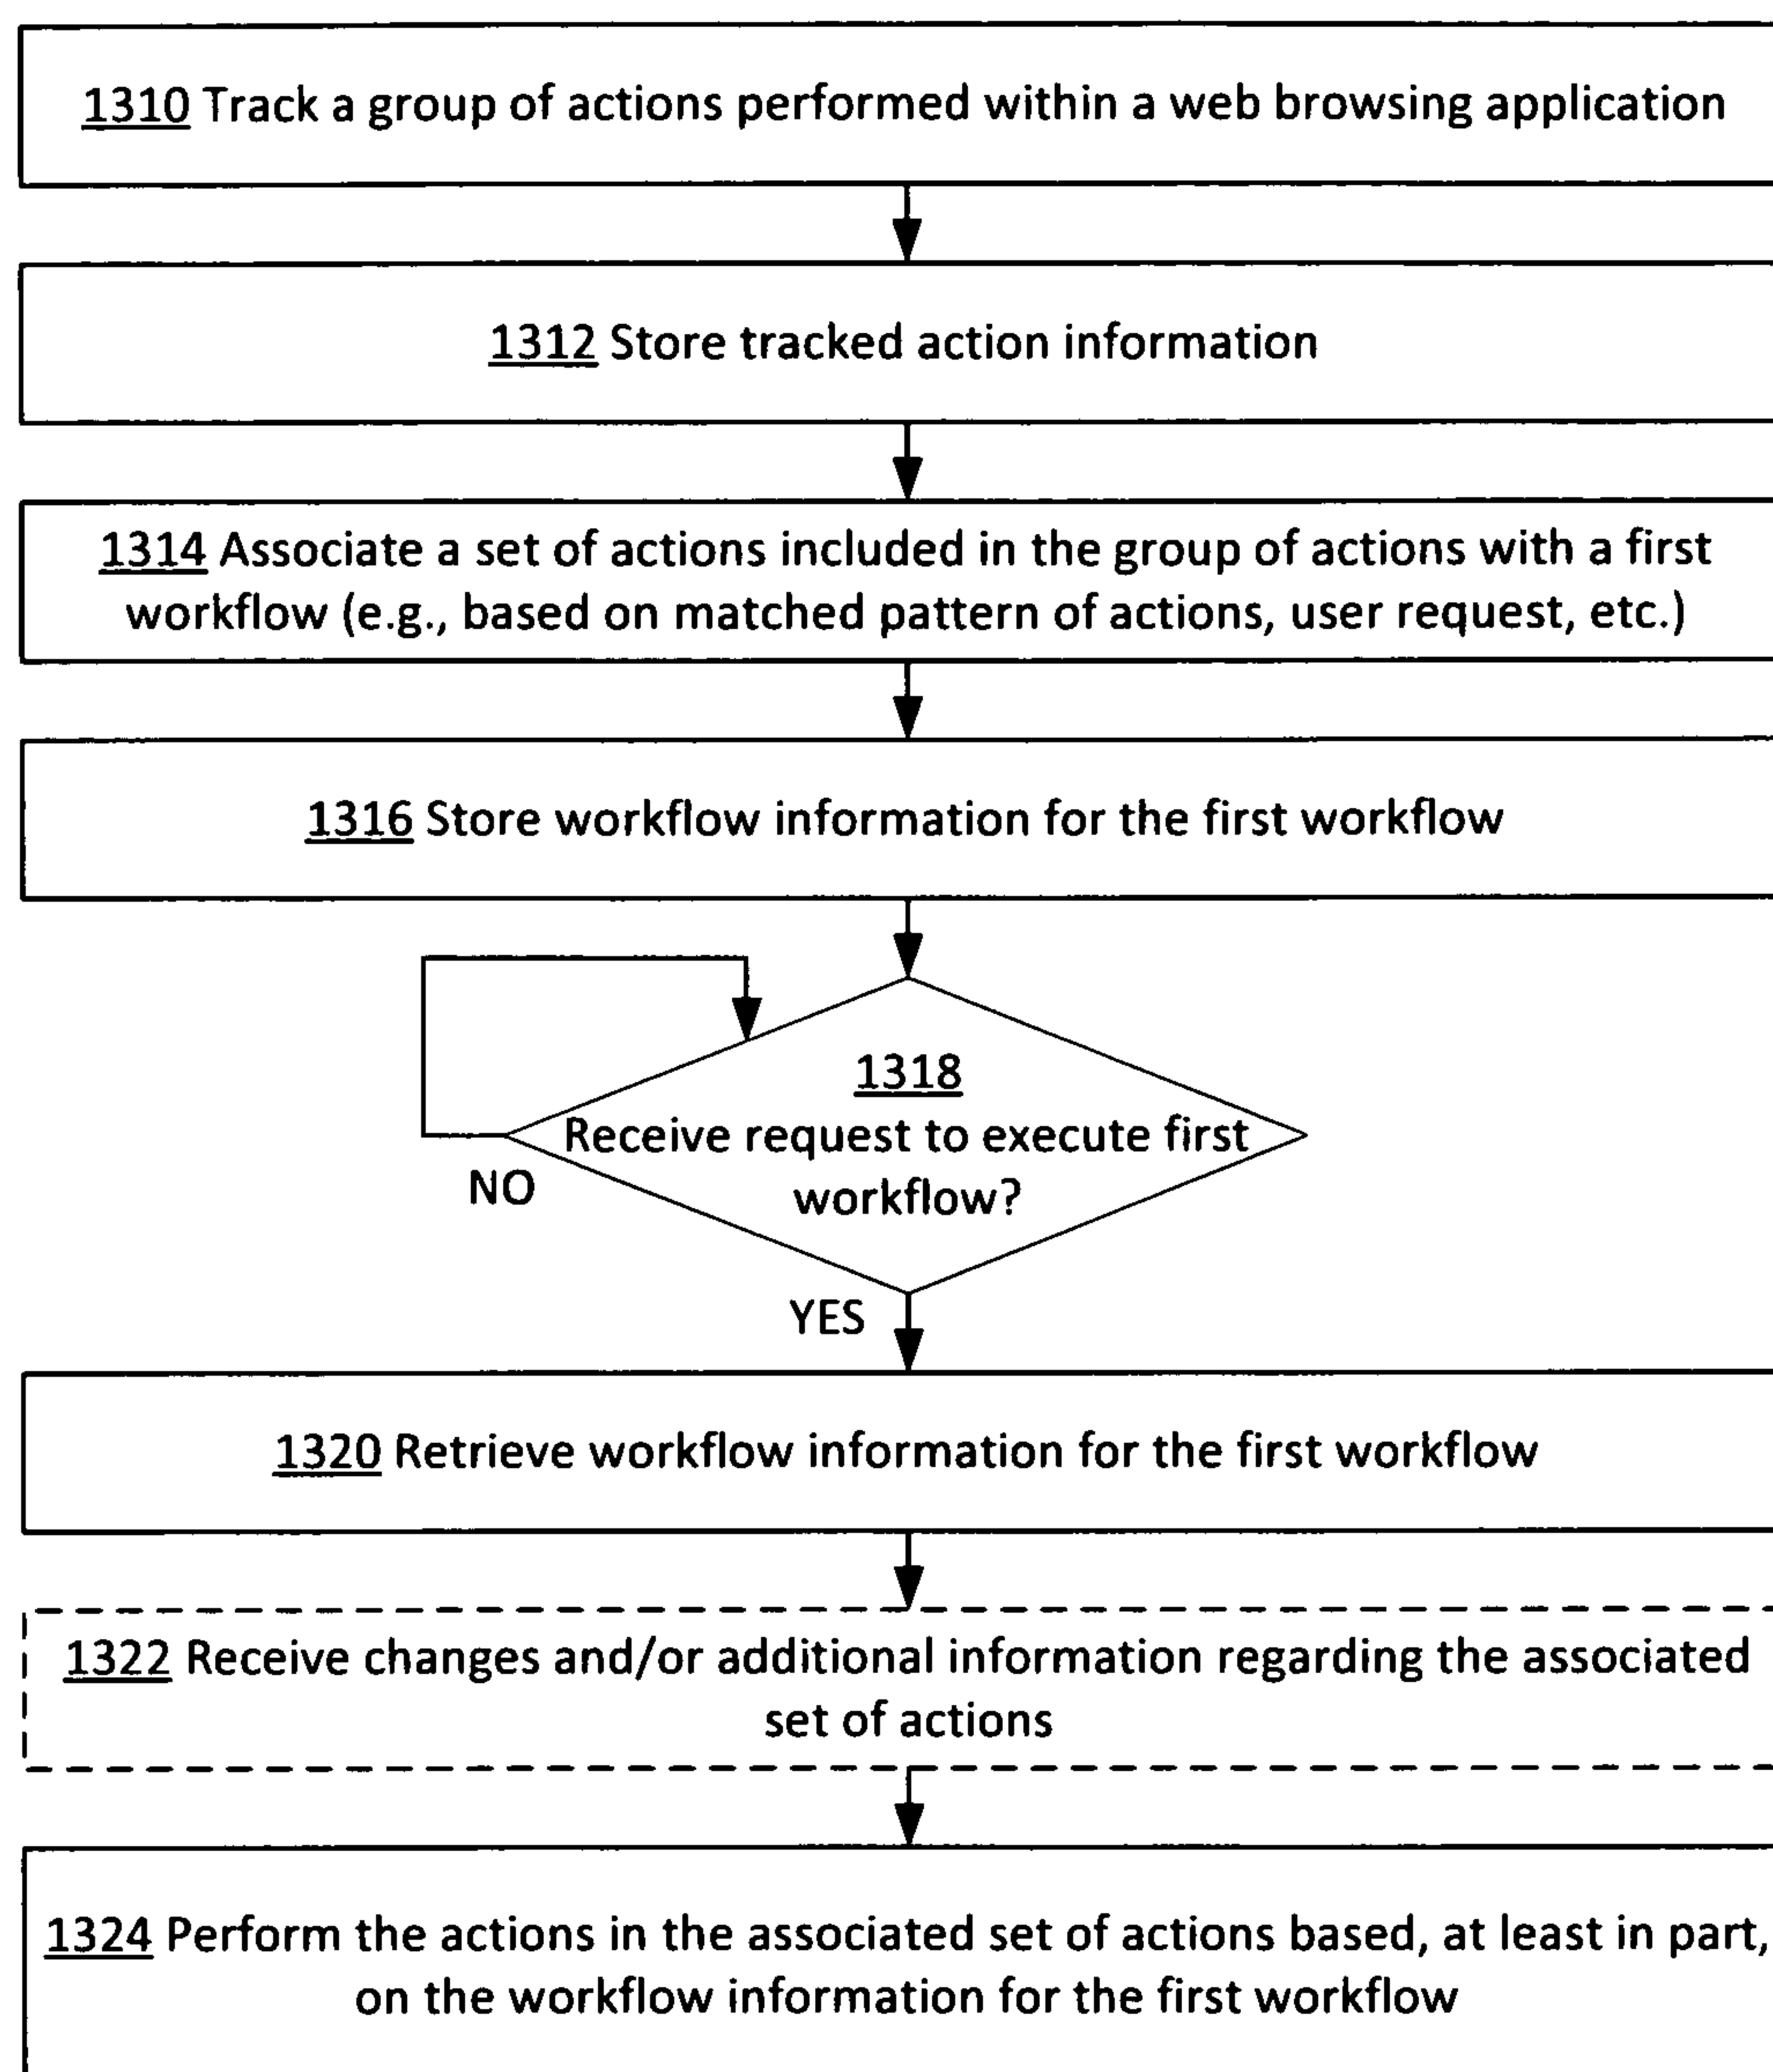 1310 Track a group of actions performed within a web browsing application
1312 Store tracked action information
1314 Associate a set of actions included in the group of actions with a first
workflow (e.g., based on matched pattern of actions, user request, etc.)
1316 Store workflow information for the first workflow
1318
Receive request to execute first
workflow?
NO
YES
1320 Retrieve workflow information for the first workflow
1322 Receive changes and/or additional information regarding the associated
set of actions
1324 Perform the actions in the associated set of actions based, at least in part,
on the workflow information for the first workflow